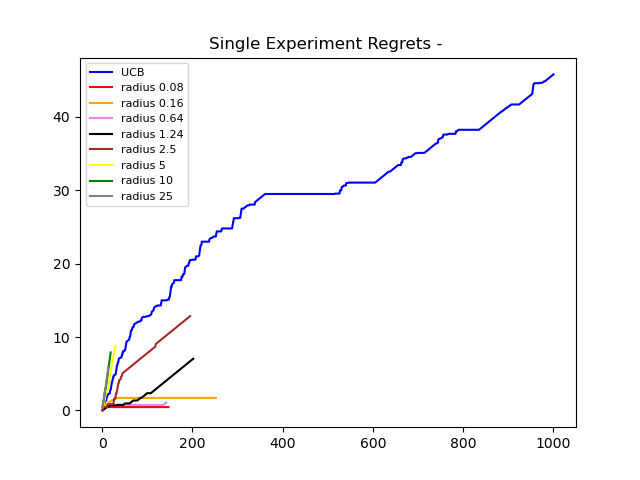 Single Experiment Regrets -
UCB
radius 0.08
radius 0.16
radius 0.64
radius 1.24
radius 2.5
radius 5
radius 10
radius 25
40
30
20
10
0
0 200 400 600 800 1000